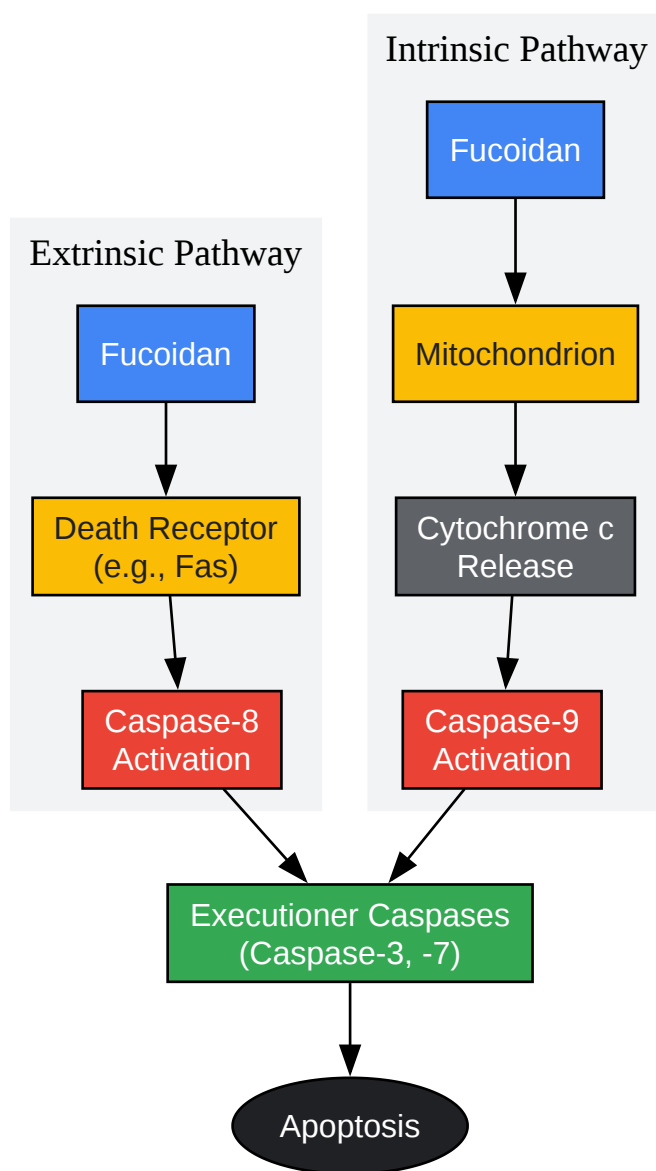 Extrinsic Pathway
Fucoidan
Death Receptor
(e.g., Fas)
Caspase-8
Activation
Intrinsic Pathway
Fucoidan
Mitochondrion
Cytochrome c
Release
Caspase-9
Activation
Executioner Caspases
(Caspase-3, -7)
Apoptosis